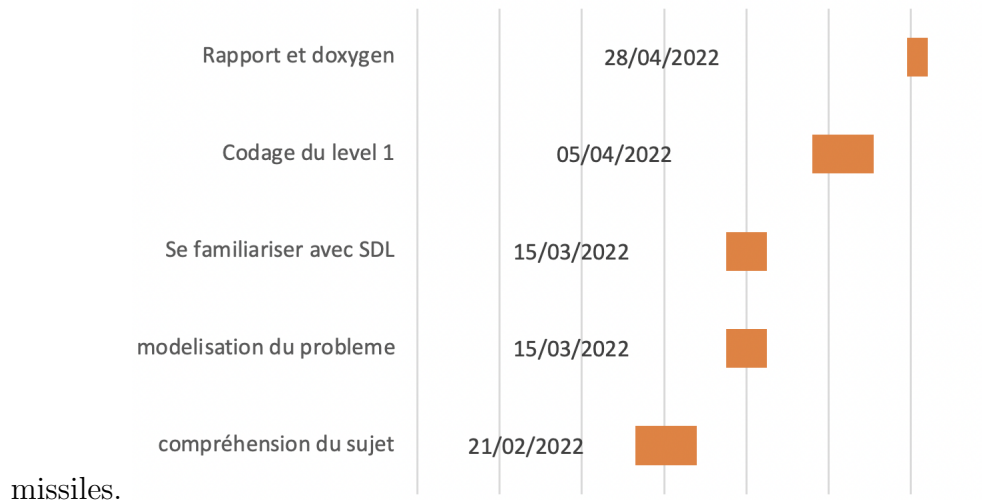 Rapport et doxygen 28/04/2022
Codage du level 1 05/04/2022
Se familiariser avec SDL 15/03/2022
modelisation du probleme 15/03/2022
compréhension du sujet 21/02/2022
missiles.